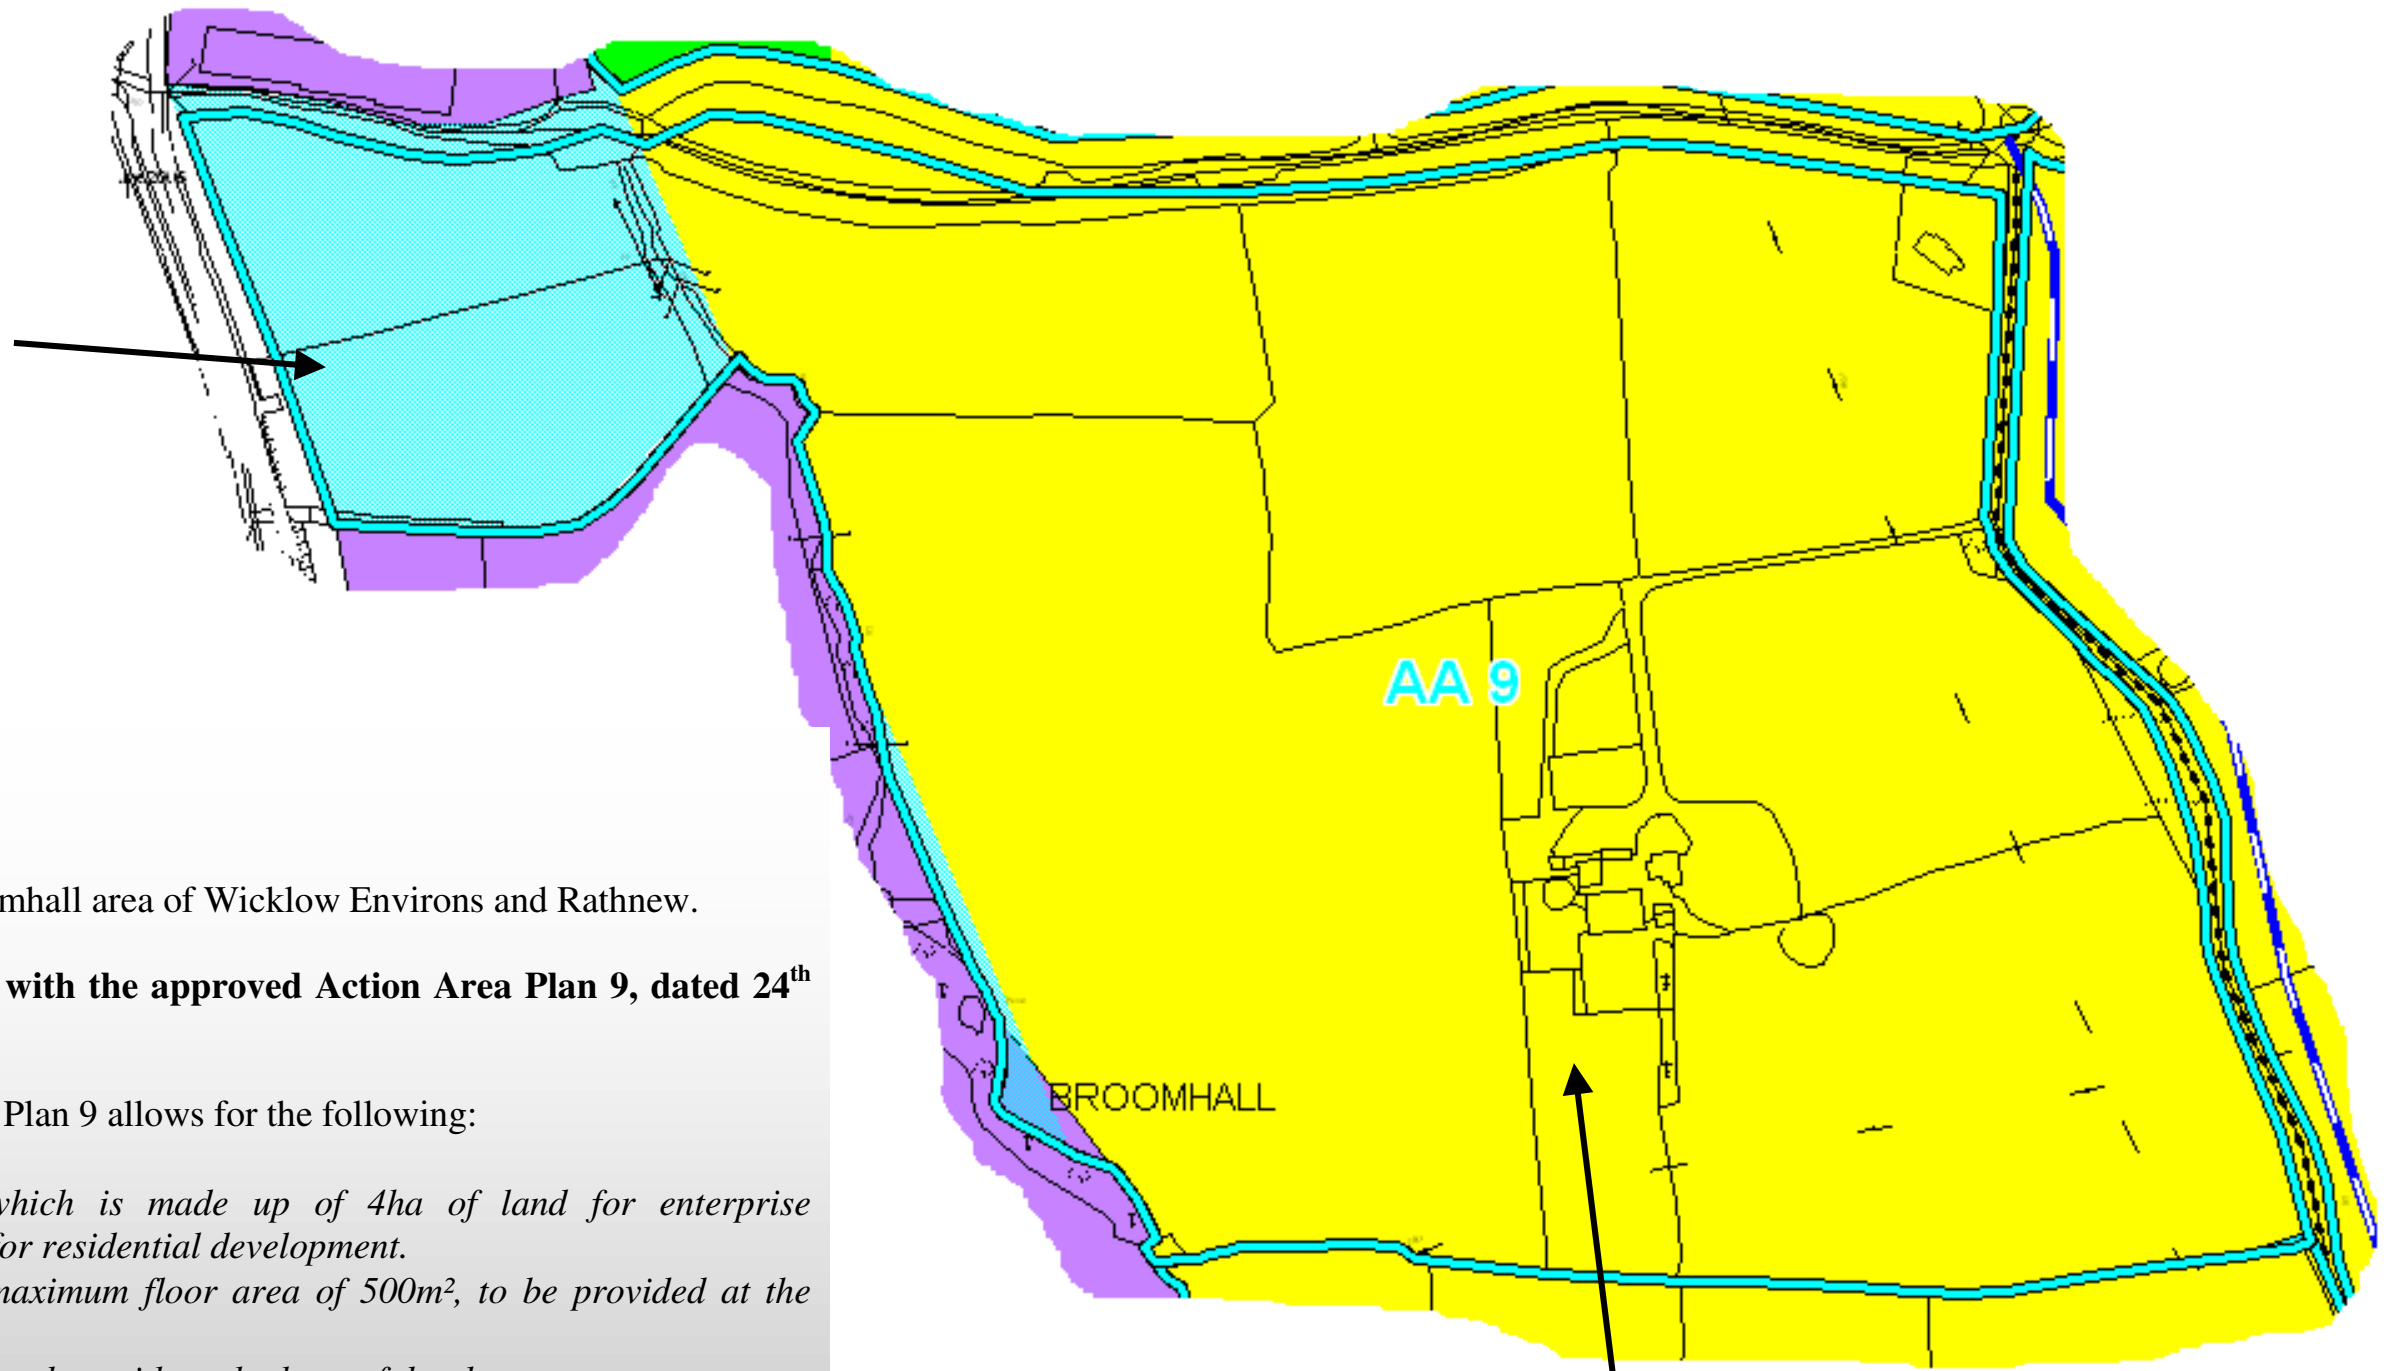 AA 9
BROOMHALL
mhall area of Wicklow Environs and Rathnew.
with the approved Action Area Plan 9, dated 24th
Plan 9 allows for the following:
which is made up of 4ha of land for enterprise
for residential development.
maximum floor area of 500m², to be provided at the